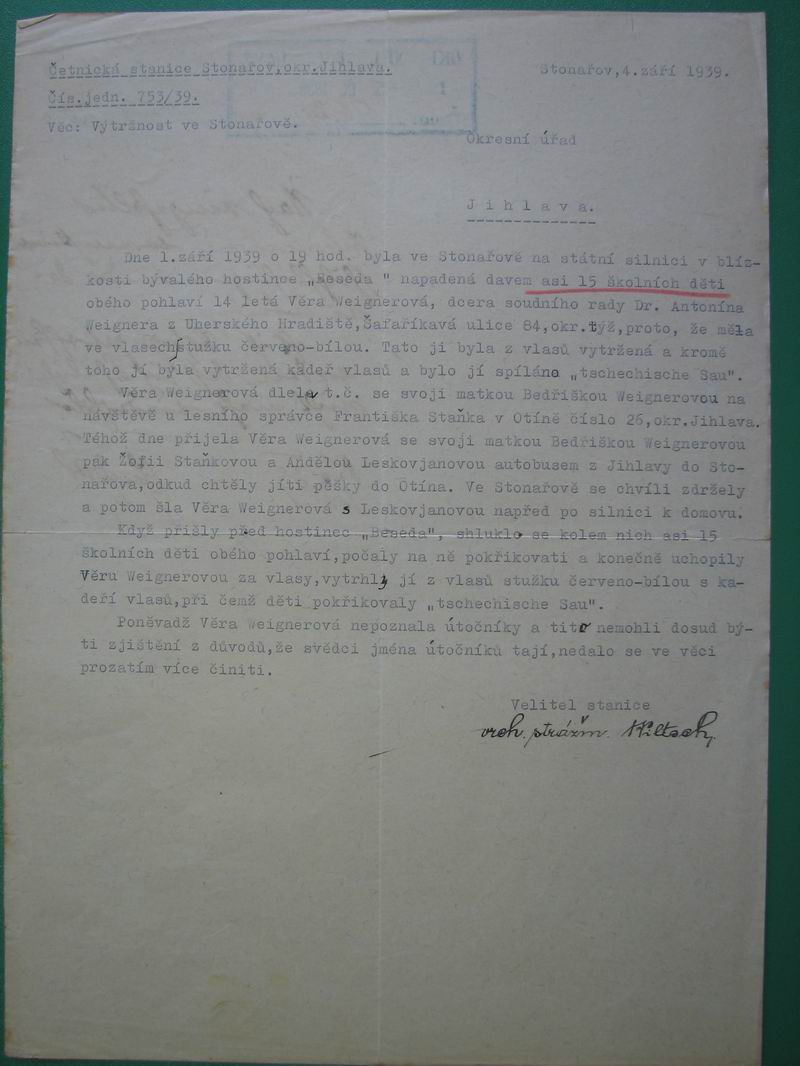 Četnická stanice Stonařov,okr.Jihlava.
Stonařov,4.září 1939.
Čís.jedn. 753/39.
Věc: Výtržnost ve Stonařově.
Okresní úřad
Jihlava.
Dne 1.září 1939 o 19 hod. byla ve Stonařově na státní silnici v blíz-
kosti bývalého hostince „Beseda " napadená davem asi 15 školních děti
obého pohlaví 14 letá Věra Weignerová, dcera soudního rady Dr. Antonína
Weignera z Uherského Hradiště,Šafaříkavá ulice 84,okr.týž,proto, že měla
ve vlasech stužku červeno-bílou. Tato ji byla z vlasů vytržená a kromě
toho jí byla vytržená kadeř vlasů a bylo jí spíláno „tschechische Sau".
Věra Weignerová dlela t.č. se svoji matkou Bedřiškou Weignerovou na
návštěvě u lesního správce Františka Staňka v Otíně číslo 26,okr.Jihlava.
Téhož dne přijela Věra Weignerová se svoji matkou Bedřiškou Weignerovou
pak Žofii Staňkovou a Andělou Leskovjanovou autobusem z Jihlavy do Sto-
nařova,odkud chtěly jíti pěšky do Otína. Ve Stonařově se chvíli zdržely
a potom šla Věra Weignerová s Leskovjanovou napřed po silnici k domovu.
Když přišly před hostinec „Beseda", shluklo se kolem nich asi 15
školních děti obého pohlaví,počaly na ně pokřikovati a konečně uchopily
Věru Weignerovou za vlasy,vytrhly jí z vlasů stužku červeno-bílou s ka-
deří vlasů,při čemž děti pokřikovaly „tschechische Sau".
Poněvadž Věra Weignerová nepoznala útočníky a tito nemohli dosud bý-
ti zjištění z důvodů,že svědci jména útočníků tají,nedalo se ve věci
prozatím více činiti.
Velitel stanice
vrch. strážm.